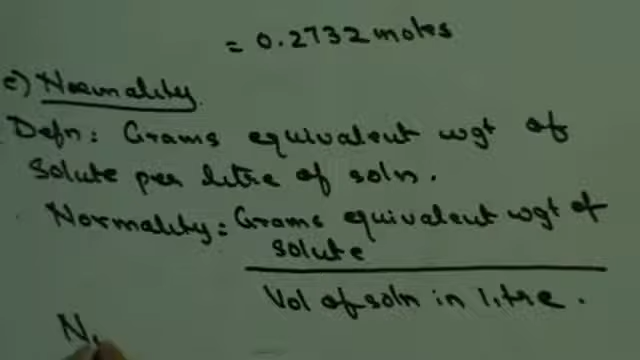 = 0.2732 moles
e) Normality.
Defn: Grams equivalent wgt of
Solute per litre of soln.
Normality = Grams equivalent wgt of
solute
Vol of soln in litre.
N